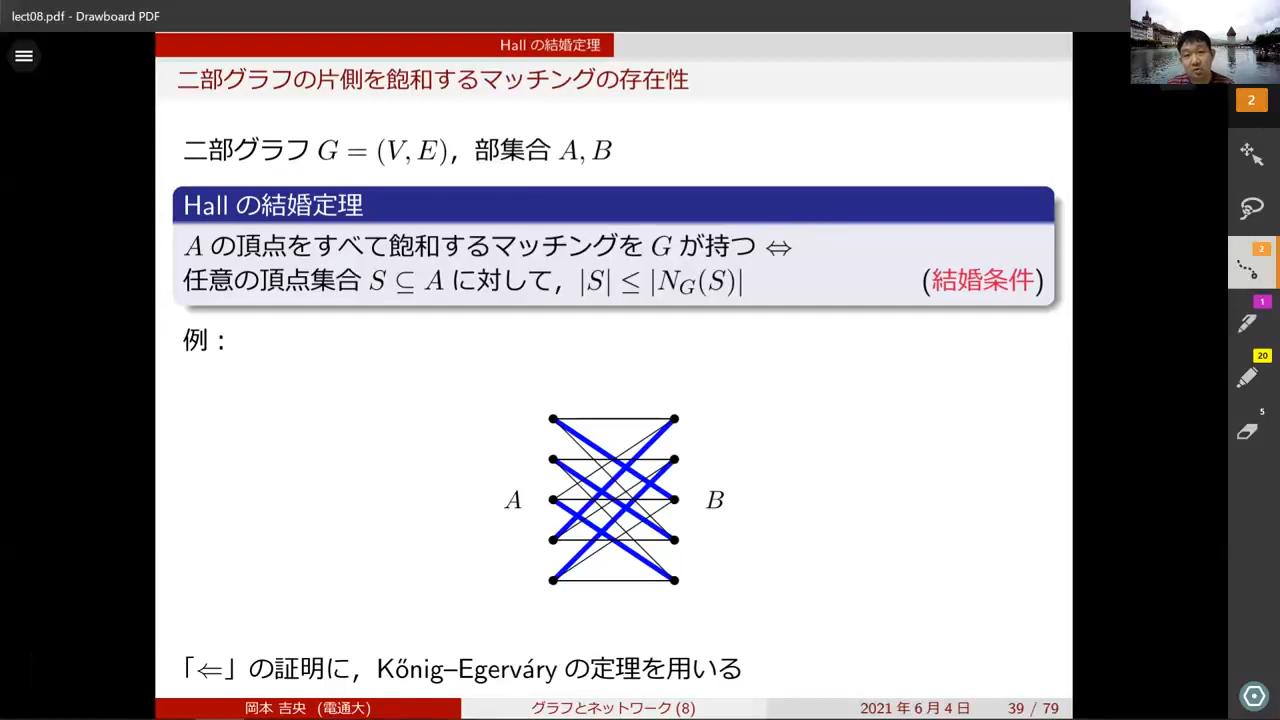 lect08.pdf - Drawboard PDF
Hall の結婚定理
二部グラフの片側を飽和するマッチングの存在性
2
二部グラフ G = (V, E)，部集合 A, B
Hall の結婚定理
A の頂点をすべて飽和するマッチングを G が持つ ⇔
任意の頂点集合 S ⊆ A に対して，|S| ≤ |N_G(S)| (結婚条件)
2
1
例：
20
5
A B
「⇐」の証明に，Kőnig–Egerváry の定理を用いる
岡本 吉央 (電通大) グラフとネットワーク (8) 2021 年 6 月 4 日 39 / 79